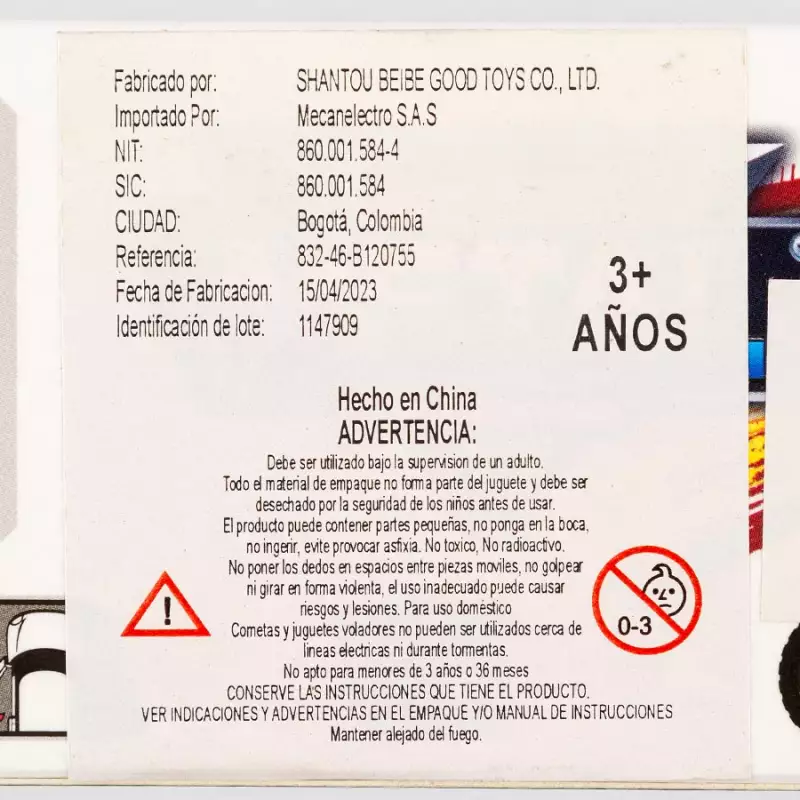 Fabricado por: SHANTOU BEIBE GOOD TOYS CO., LTD.
Importado Por: Mecanelectro S.A.S
NIT: 860.001.584-4
SIC: 860.001.584
CIUDAD: Bogotá, Colombia
Referencia: 832-46-B120755
Fecha de Fabricacion: 15/04/2023
Identificación de lote: 1147909
3+
AÑOS
Hecho en China
ADVERTENCIA:
Debe ser utilizado bajo la supervision de un adulto.
Todo el material de empaque no forma parte del juguete y debe ser
desechado por la seguridad de los niños antes de usar.
El producto puede contener partes pequeñas, no ponga en la boca,
no ingerir, evite provocar asfixia. No toxico, No radioactivo.
No poner los dedos en espacios entre piezas moviles, no golpear
ni girar en forma violenta, el uso inadecuado puede causar
riesgos y lesiones. Para uso doméstico
Cometas y juguetes voladores no pueden ser utilizados cerca de
lineas electricas ni durante tormentas.
No apto para menores de 3 años o 36 meses
CONSERVE LAS INSTRUCCIONES QUE TIENE EL PRODUCTO.
VER INDICACIONES Y ADVERTENCIAS EN EL EMPAQUE Y/O MANUAL DE INSTRUCCIONES
Mantener alejado del fuego.
!
0-3